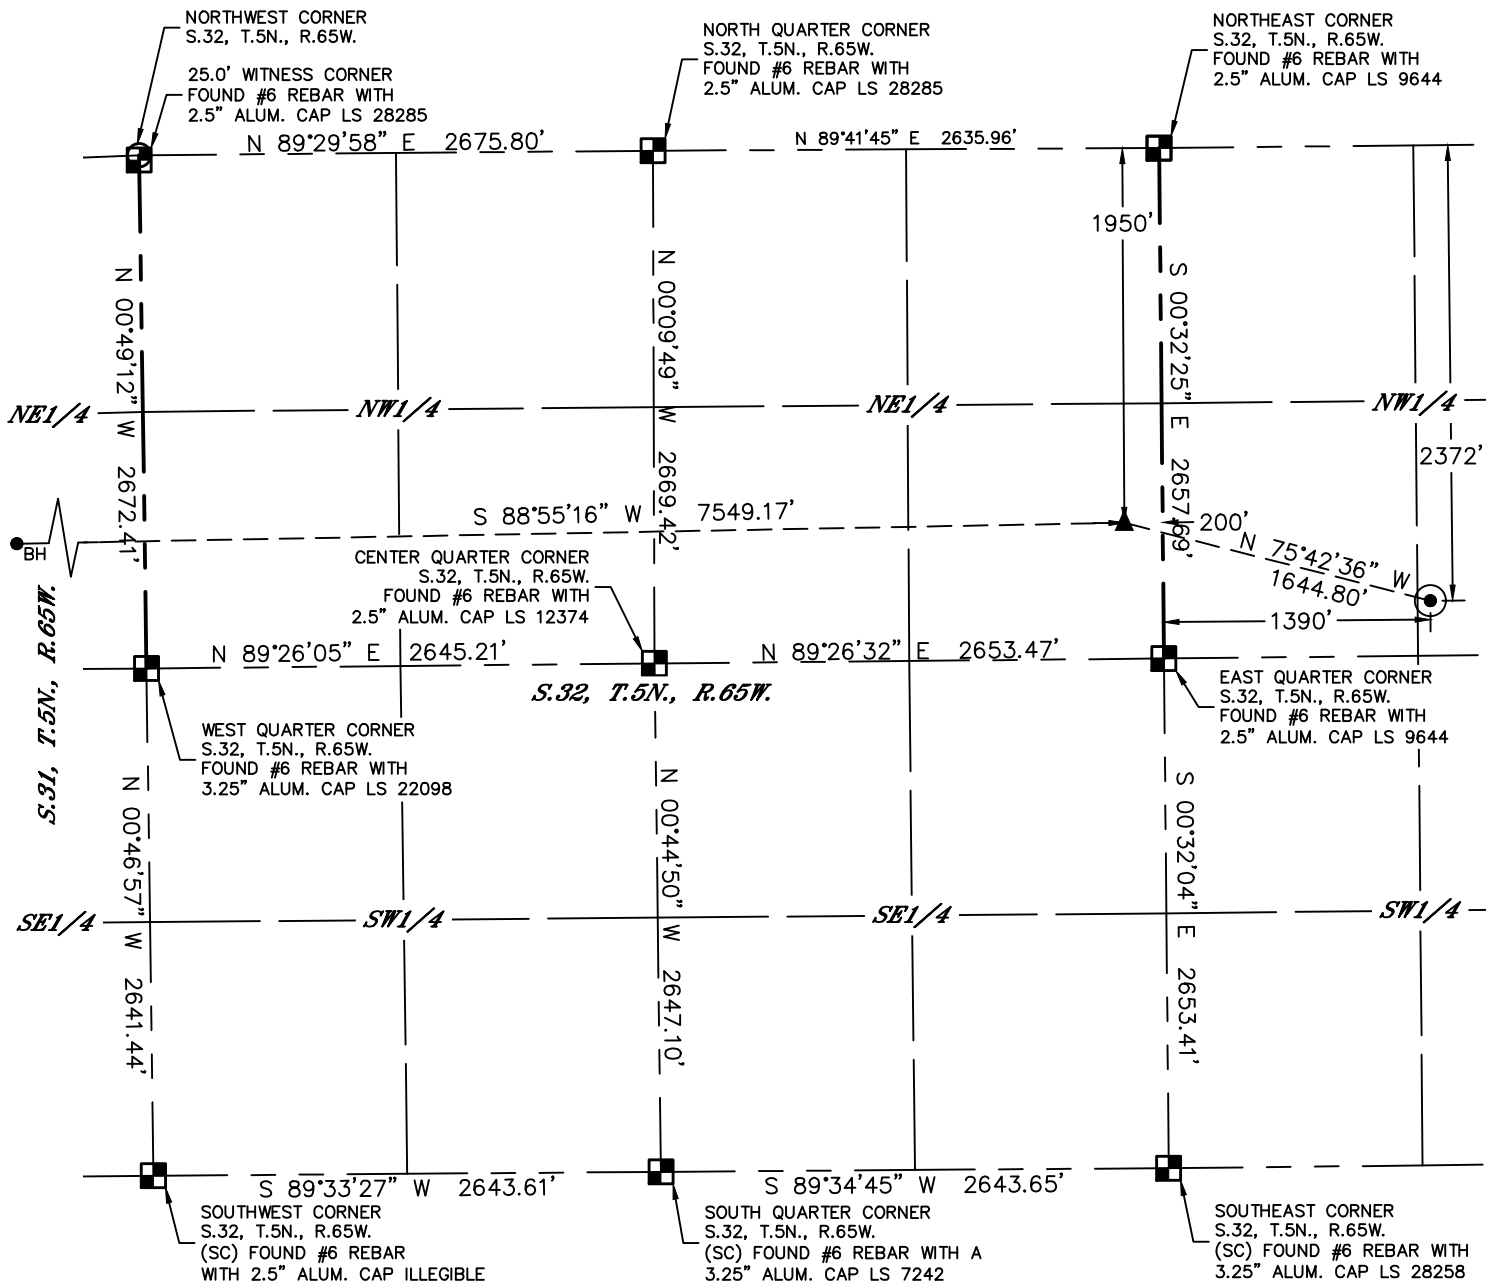 NORTHWEST CORNER
S.32, T.5N., R.65W.
25.0' WITNESS CORNER
FOUND #6 REBAR WITH
2.5" ALUM. CAP LS 28285
NORTH QUARTER CORNER
S.32, T.5N., R.65W.
FOUND #6 REBAR WITH
2.5" ALUM. CAP LS 28285
NORTHEAST CORNER
S.32, T.5N., R.65W.
FOUND #6 REBAR WITH
2.5" ALUM. CAP LS 9644
N 89°29'58" E 2675.80'
N 89°41'45" E 2635.96'
1950'
N 00°49'12" W 2672.41'
N 00°09'49" W 2669.42'
S 00°32'25" E 2657.69'
NE1/4
NW1/4
NE1/4
NW1/4
2372'
S 88°55'16" W 7549.17'
200'
BH
N 75°42'36" W
1644.80'
1390'
CENTER QUARTER CORNER
S.32, T.5N., R.65W.
FOUND #6 REBAR WITH
2.5" ALUM. CAP LS 12374
N 89°26'05" E 2645.21'
N 89°26'32" E 2653.47'
S.32, T.5N., R.65W.
S.31, T.5N, R.65W.
EAST QUARTER CORNER
S.32, T.5N., R.65W.
FOUND #6 REBAR WITH
2.5" ALUM. CAP LS 9644
WEST QUARTER CORNER
S.32, T.5N., R.65W.
FOUND #6 REBAR WITH
3.25" ALUM. CAP LS 22098
N 00°46'57" W 2641.44'
N 00°44'50" W 2647.10'
S 00°32'04" E 2653.41'
SE1/4
SW1/4
SE1/4
SW1/4
S 89°33'27" W 2643.61'
S 89°34'45" W 2643.65'
SOUTHWEST CORNER
S.32, T.5N., R.65W.
(SC) FOUND #6 REBAR
WITH 2.5" ALUM. CAP ILLEGIBLE
SOUTH QUARTER CORNER
S.32, T.5N., R.65W.
(SC) FOUND #6 REBAR WITH A
3.25" ALUM. CAP LS 7242
SOUTHEAST CORNER
S.32, T.5N., R.65W.
(SC) FOUND #6 REBAR WITH
3.25" ALUM. CAP LS 28258